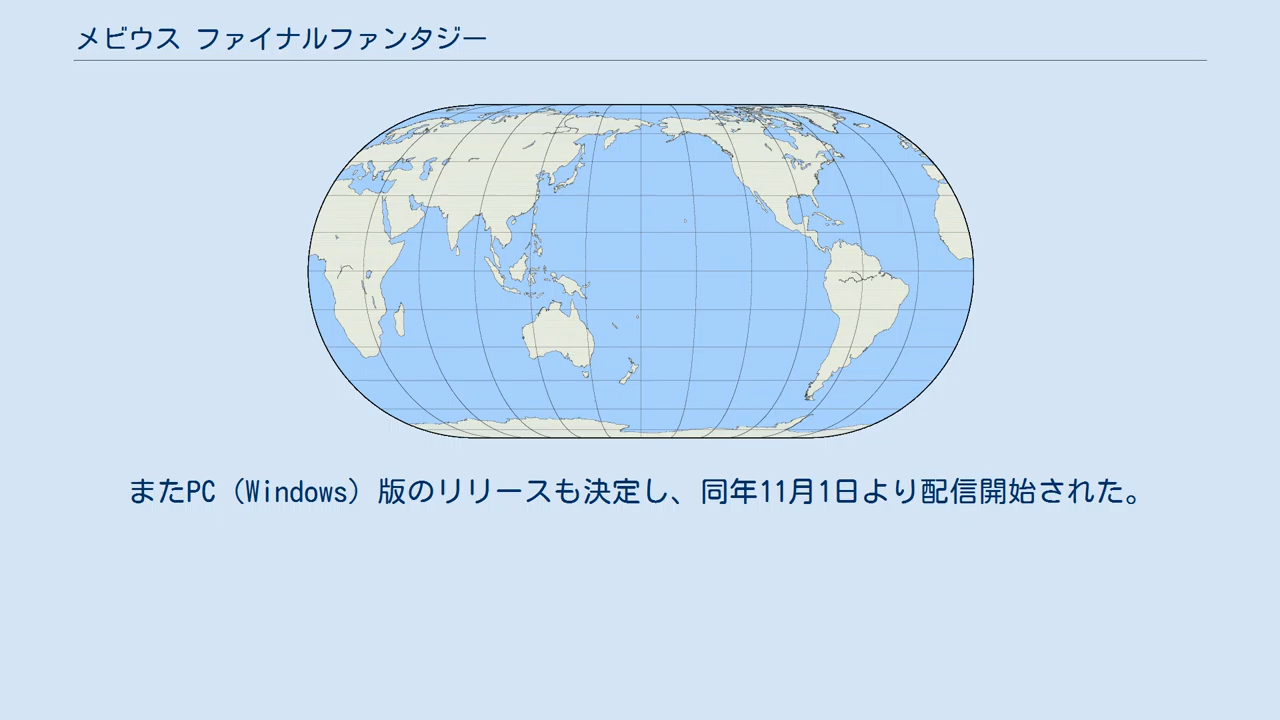 メビウス ファイナルファンタジー
またPC（Windows）版のリリースも決定し、同年11月1日より配信開始された。